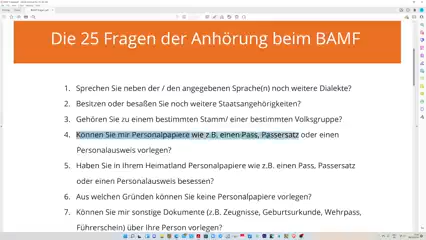 Die 25 Fragen der Anhörung beim BAMF
1. Sprechen Sie neben der / den angegebenen Sprache(n) noch weitere Dialekte?
2. Besitzen oder besaßen Sie noch weitere Staatsangehörigkeiten?
3. Gehören Sie zu einem bestimmten Stamm/ einer bestimmten Volksgruppe?
4. Können Sie mir Personalpapiere wie z.B. einen Pass, Passersatz oder einen
Personalausweis vorlegen?
5. Haben Sie in Ihrem Heimatland Personalpapiere wie z.B. einen Pass, Passersatz
oder einen Personalausweis besessen?
6. Aus welchen Gründen können Sie keine Personalpapiere vorlegen?
7. Können Sie mir sonstige Dokumente (z.B. Zeugnisse, Geburtsurkunde, Wehrpass,
Führerschein) über Ihre Person vorlegen?